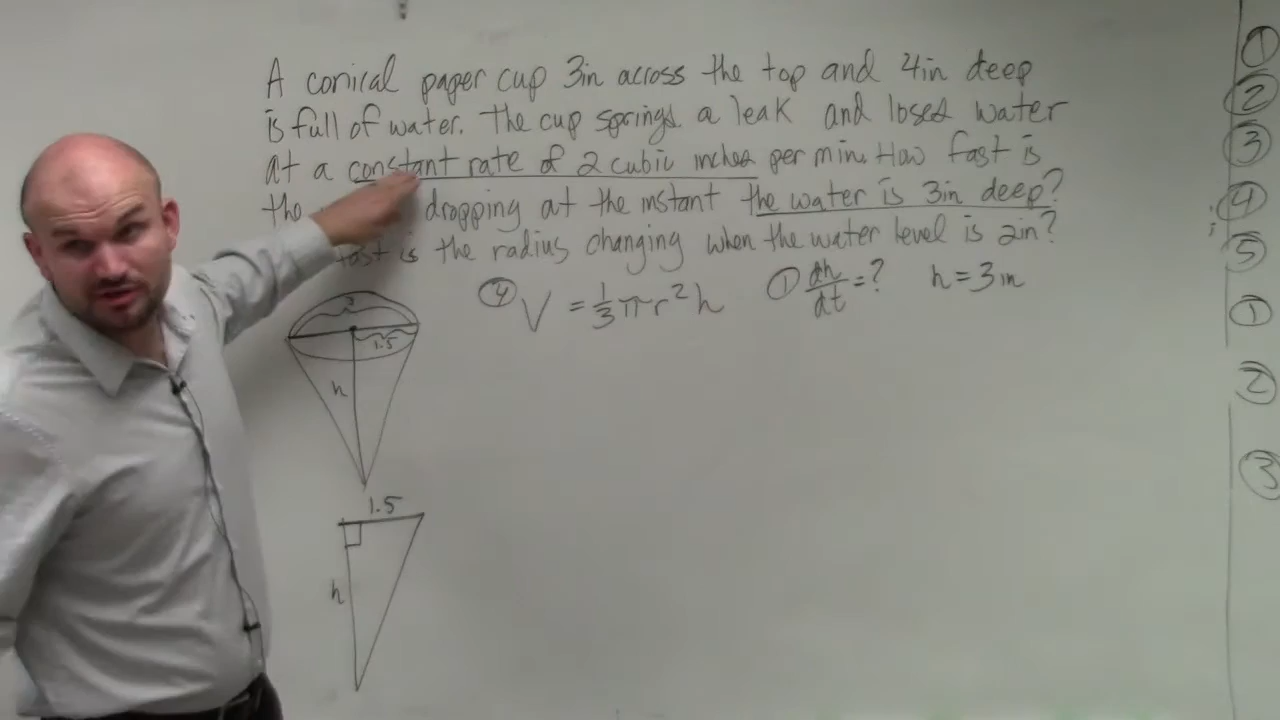 A conical paper cup 3in across the top and 4in deep
is full of water. The cup springs a leak and loses water
at a constant rate of 2 cubic inches per min. How fast is
the dropping at the instant the water is 3in deep?
fast is the radius changing when the water level is 2in?
④ V = 1/3 πr²h
① dh/dt = ? h = 3in
1.5
h
1.5
h
①
②
③
④
⑤
①
②
③